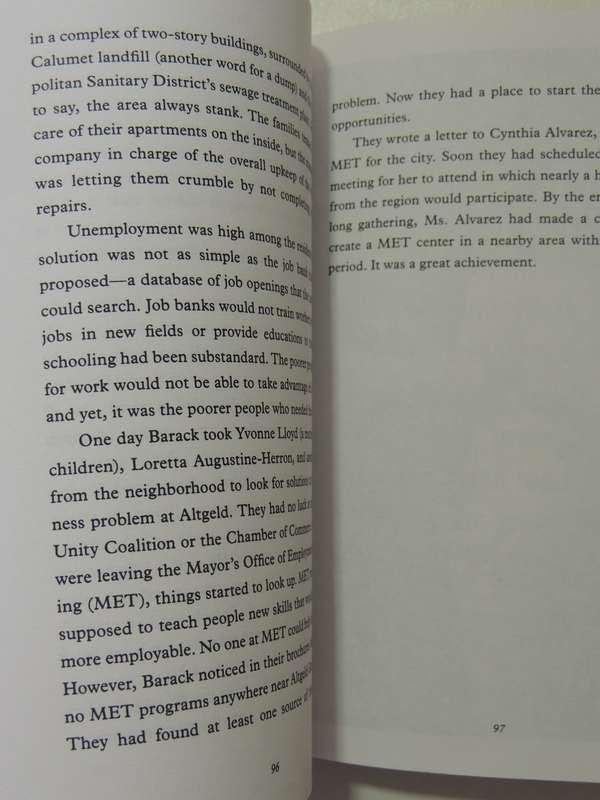 in a complex of two-story buildings, surrounded
Calumet landfill (another word for a dump) and
politan Sanitary District's sewage treatment
to say, the area always stank. The families
care of their apartments on the inside, but the
company in charge of the overall upkeep of
was letting them crumble by not completing
repairs.
Unemployment was high among the
solution was not as simple as the job bank
proposed—a database of job openings that
could search. Job banks would not train
jobs in new fields or provide educations to
schooling had been substandard. The poorer
for work would not be able to take advantage
and yet, it was the poorer people who needed
One day Barack took Yvonne Lloyd
children), Loretta Augustine-Herron, and
from the neighborhood to look for solutions
ness problem at Altgeld. They had no luck
Unity Coalition or the Chamber of
were leaving the Mayor's Office of
ing (MET), things started to look up. MET
supposed to teach people new skills that
more employable. No one at MET could
However, Barack noticed in their
no MET programs anywhere near Altgeld
They had found at least one source of
96
problem. Now they had a place to start the
opportunities.
They wrote a letter to Cynthia Alvarez,
MET for the city. Soon they had scheduled
meeting for her to attend in which nearly a
from the region would participate. By the
long gathering, Ms. Alvarez had made a
create a MET center in a nearby area
period. It was a great achievement.
97